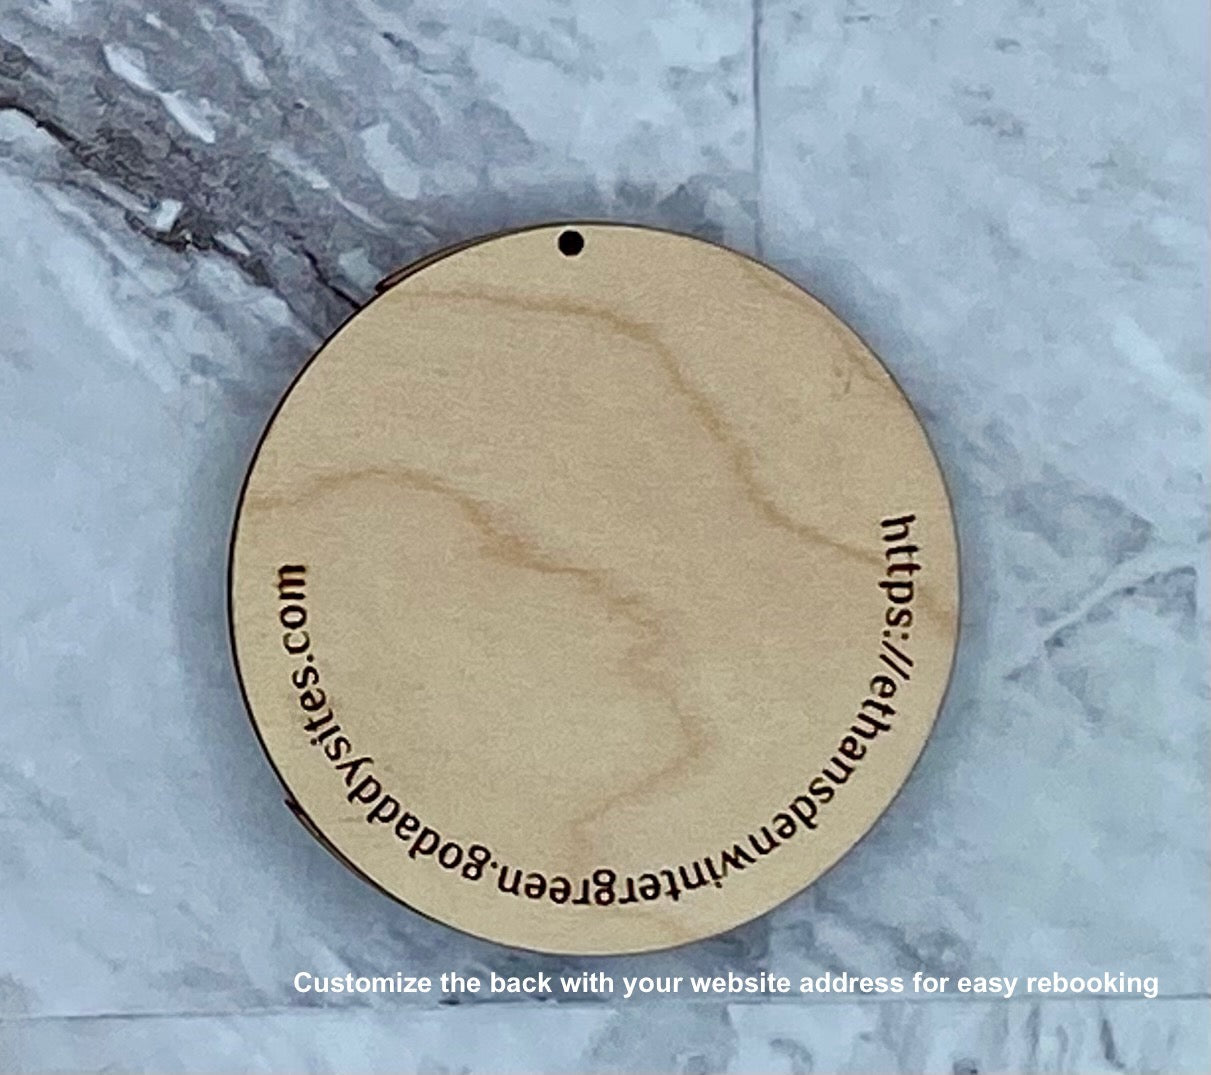 https://ethansdenwintergreen.godaddysites.com
Customize the back with your website address for easy rebooking